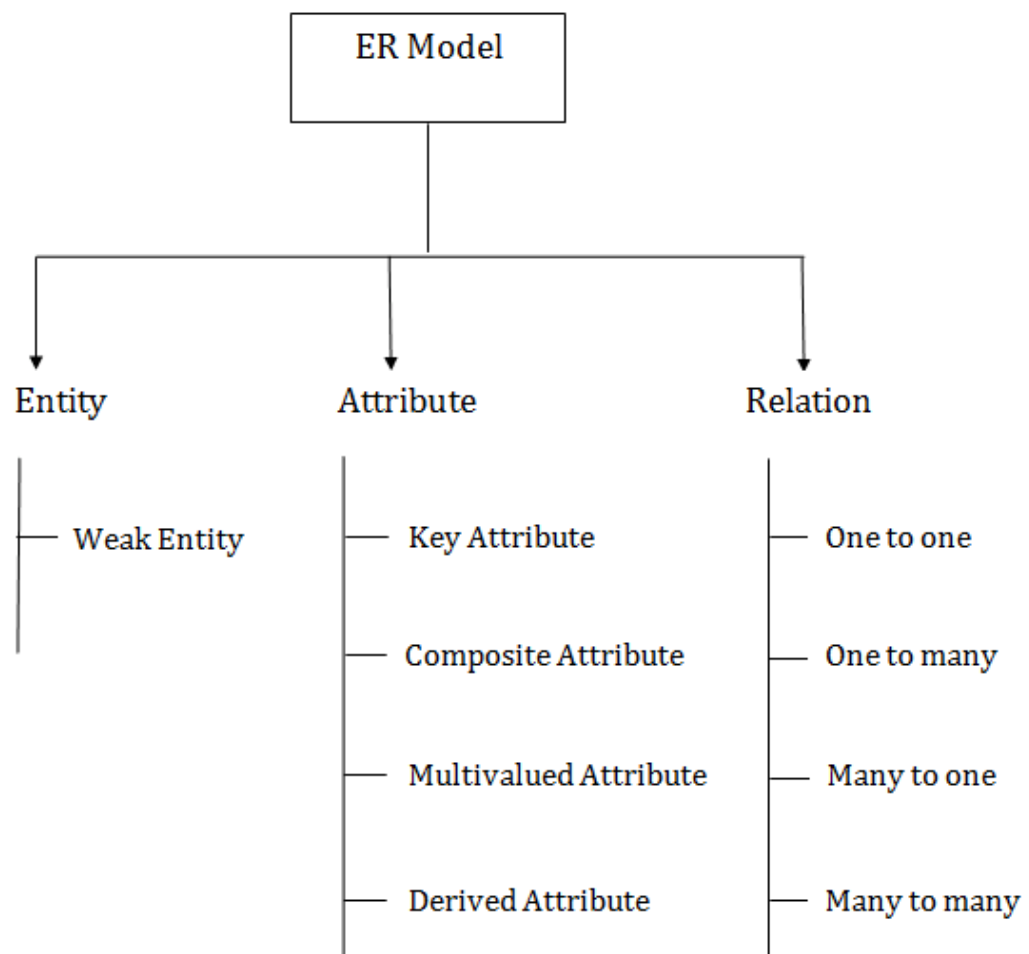 ER Model
Entity
Attribute
Relation
Weak Entity
Key Attribute
One to one
Composite Attribute
One to many
Multivalued Attribute
Many to one
Derived Attribute
Many to many